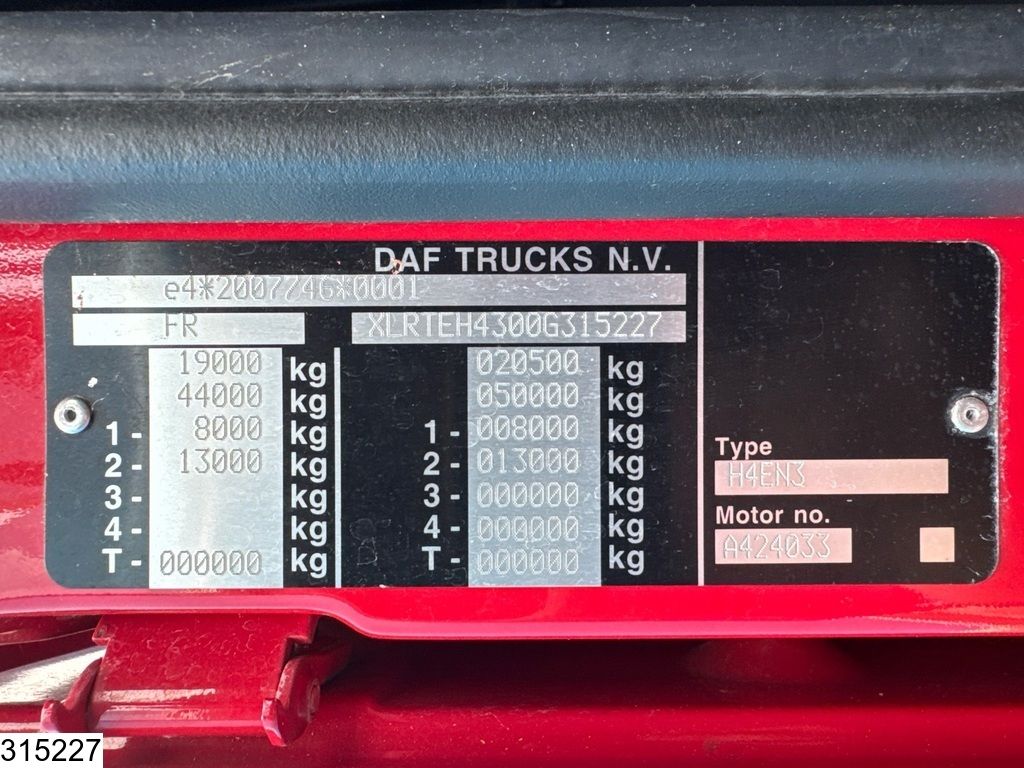 DAF TRUCKS N.V.
e4*2007/46*0001
FR XLRTEH4300G315227
19000 kg 020500 kg
44000 kg 050000 kg
1- 8000 kg 1- 008000 kg
2- 13000 kg 2- 013000 kg
3- kg 3- 000000 kg
4- kg 4- 000000 kg
T- 000000 kg T- 000000 kg
Type
H4EN3
Motor no.
A424033
315227